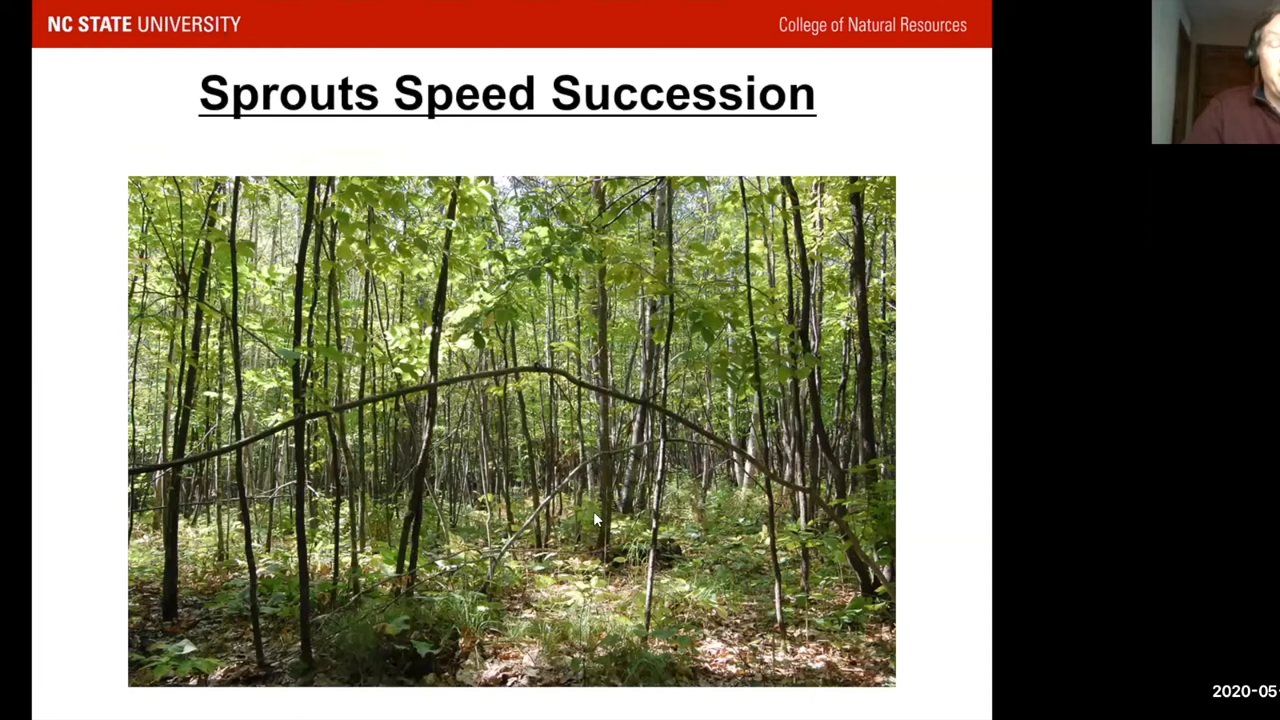 NC STATE UNIVERSITY
College of Natural Resources
Sprouts Speed Succession
2020-05-